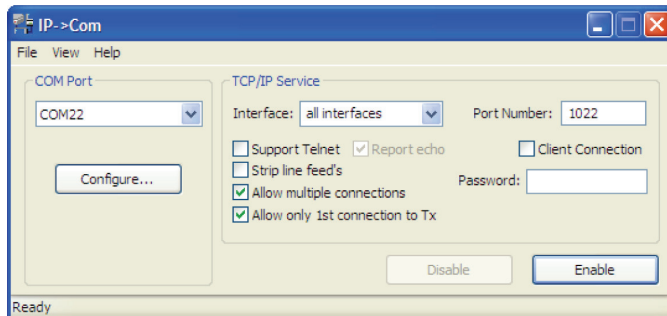 IP->Com
File View Help
COM Port
COM22
Configure...
TCP/IP Service
Interface: all interfaces Port Number: 1022
Support Telnet Report echo Client Connection
Strip line feed's
Password:
Allow multiple connections
Allow only 1st connection to Tx
Disable Enable
Ready